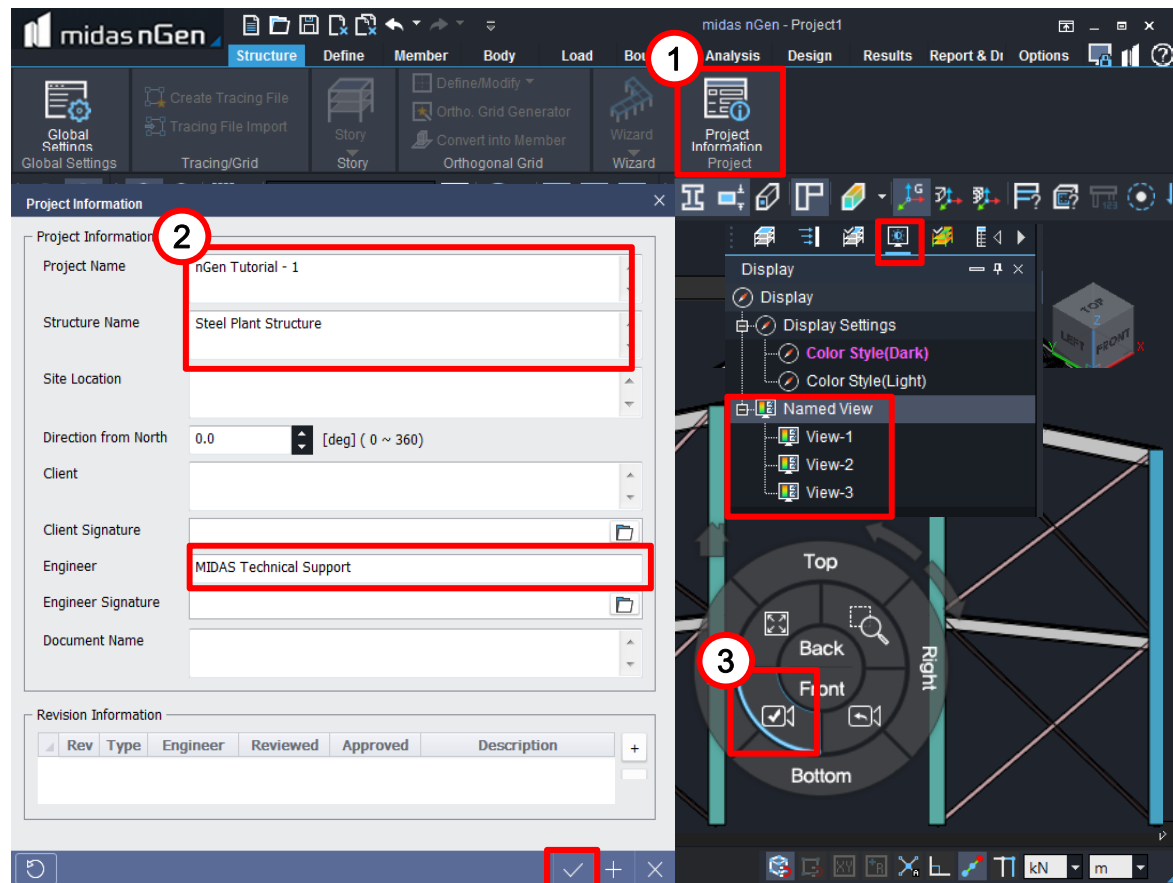 midas nGen
midas nGen - Project1
Structure Define Member Body Load Bou Analysis Design Results Report & Dr Options
1
Global Settings
Create Tracing File
Tracing File Import
Story
Define/Modify
Ortho. Grid Generator
Convert into Member
Wizard
Project Information
Global Settings Tracing/Grid Story Orthogonal Grid Wizard Project
Project Information
Project Information
2
Project Name
nGen Tutorial - 1
Structure Name
Steel Plant Structure
Site Location
Direction from North 0.0 [deg] ( 0 ~ 360)
Client
Client Signature
Engineer MIDAS Technical Support
Engineer Signature
Document Name
Revision Information
Rev Type Engineer Reviewed Approved Description
+
Display
Display
Display Settings
Color Style(Dark)
Color Style(Light)
Named View
View-1
View-2
View-3
TOP
LEFT FRONT
Z
Y
X
Top
Back
Right
3
Front
Bottom
kN m